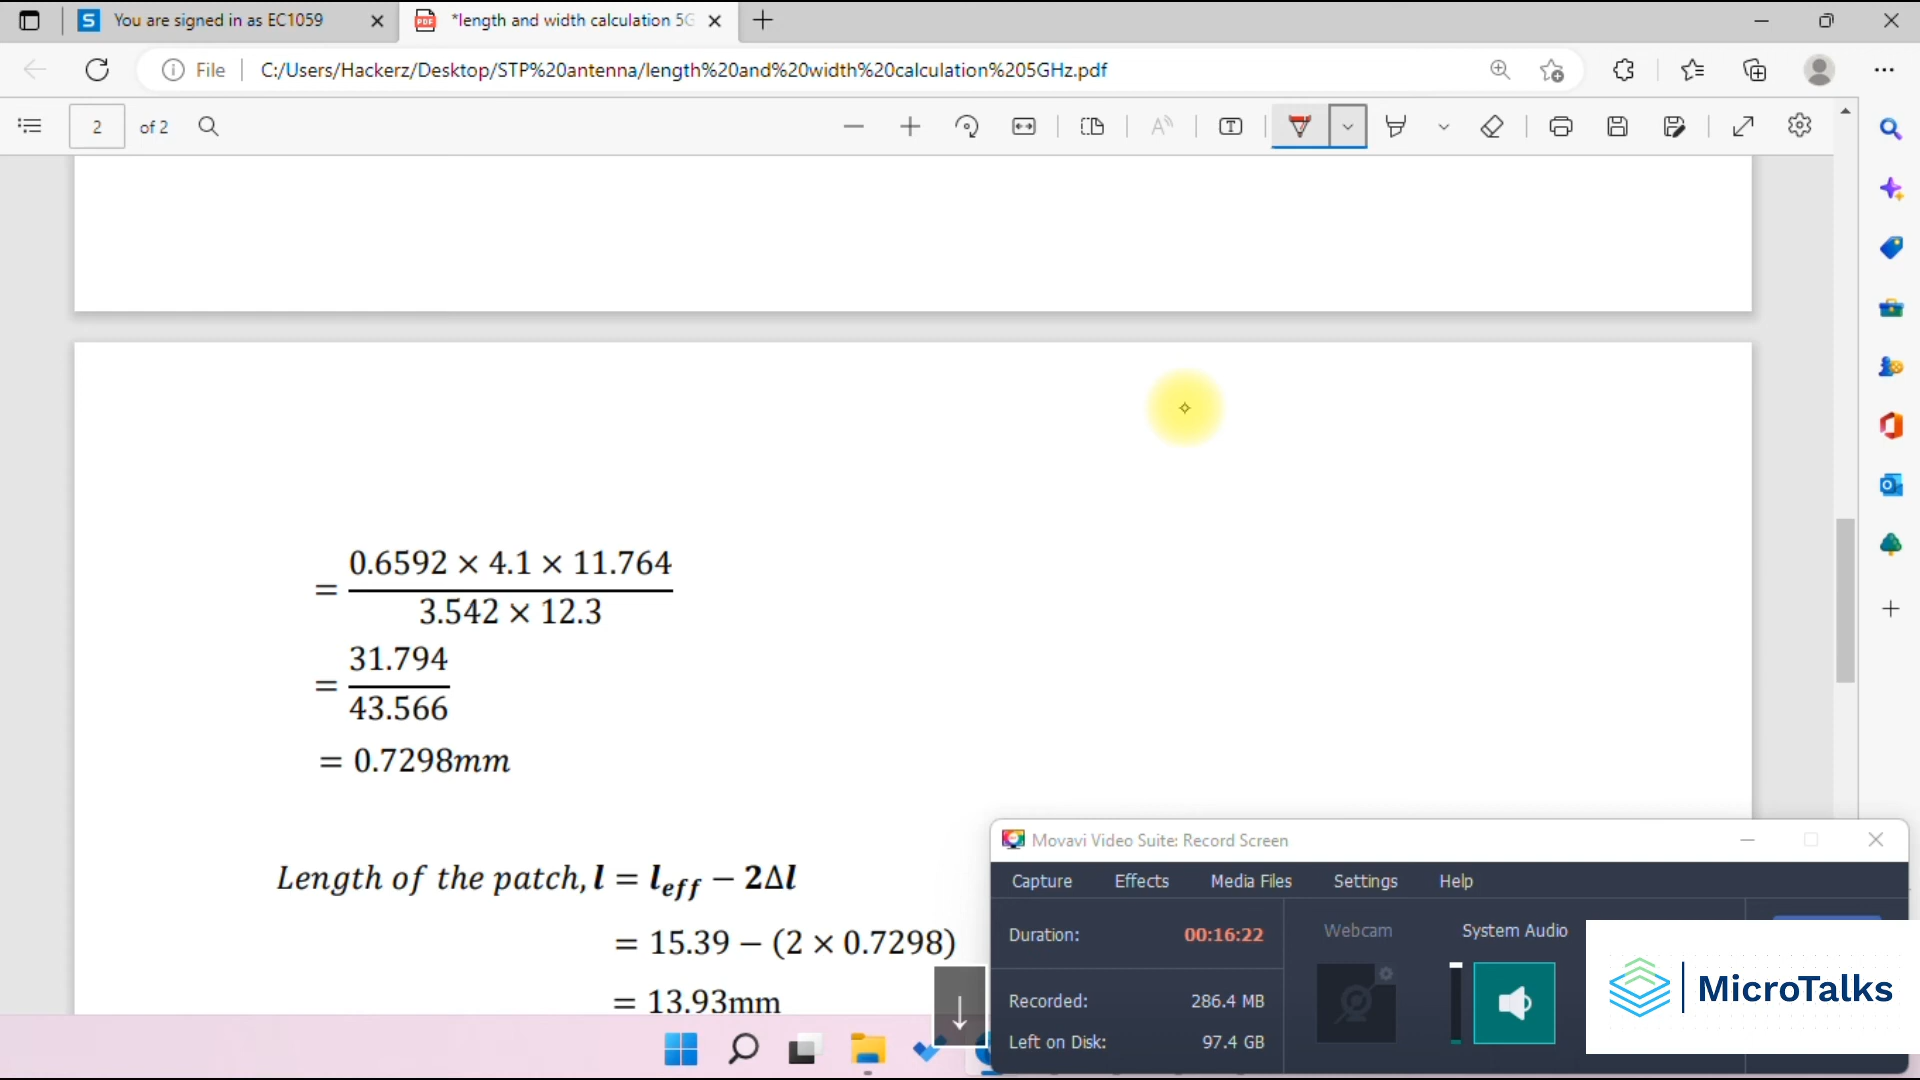 You are signed in as EC1059
*length and width calculation 5G
File
C:/Users/Hackerz/Desktop/STP%20antenna/length%20and%20width%20calculation%205GHz.pdf
2 of 2
= 0.6592 × 4.1 × 11.764
3.542 × 12.3
= 31.794
43.566
= 0.7298mm
Length of the patch, l = leff − 2Δl
= 15.39 − (2 × 0.7298)
= 13.93mm
Movavi Video Suite: Record Screen
Capture Effects Media Files Settings Help
Duration: 00:16:22
Webcam
System Audio
Recorded: 286.4 MB
Left on Disk: 97.4 GB
MicroTalks